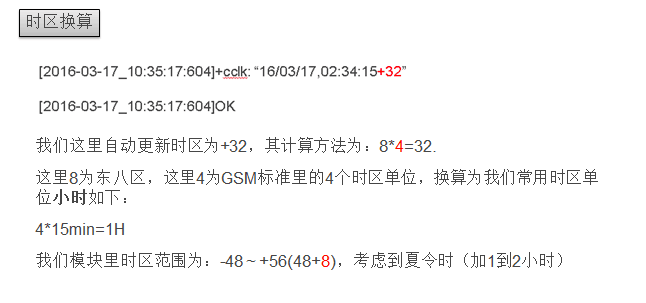 时区换算
[2016-03-17_10:35:17:604]+cclk: “16/03/17,02:34:15+32”
[2016-03-17_10:35:17:604]OK
我们这里自动更新时区为+32，其计算方法为：8*4=32.
这里8为东八区，这里4为GSM标准里的4个时区单位，换算为我们常用时区单
位小时如下：
4*15min=1H
我们模块里时区范围为：-48～+56(48+8)，考虑到夏令时（加1到2小时）